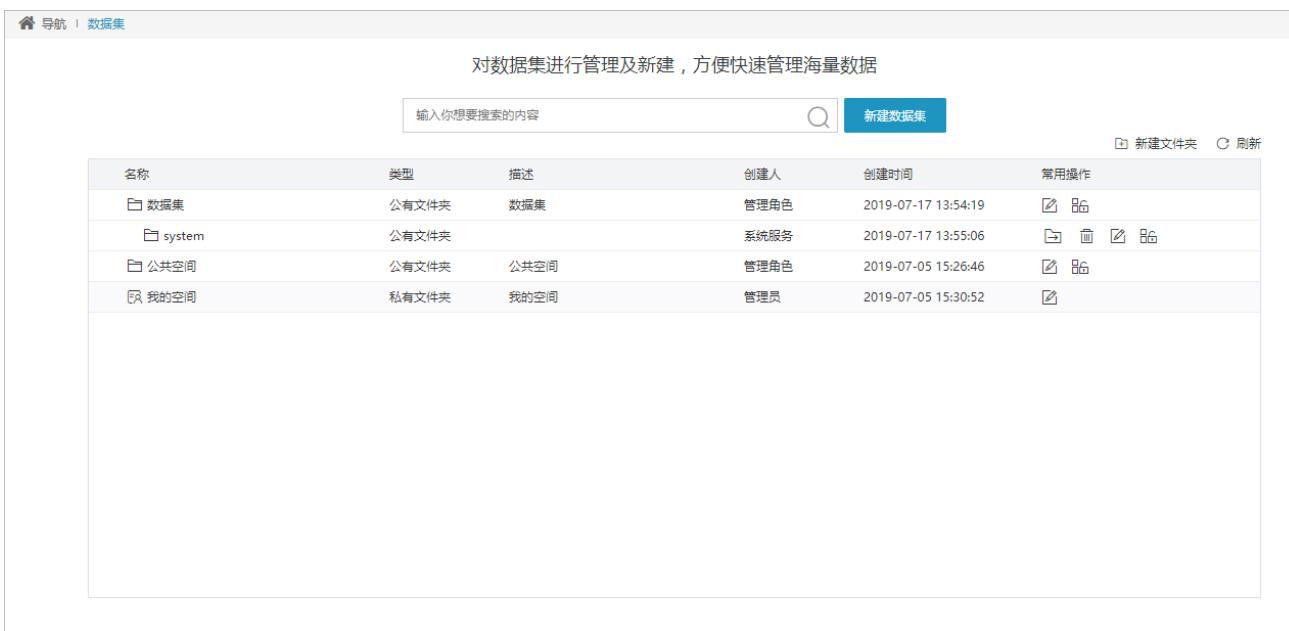 导航 | 数据集
对数据集进行管理及新建，方便快速管理海量数据
输入你想要搜索的内容 新建数据集
新建文件夹 刷新
名称 类型 描述 创建人 创建时间 常用操作
数据集 公有文件夹 数据集 管理角色 2019-07-17 13:54:19
system 公有文件夹 系统服务 2019-07-17 13:55:06
公共空间 公有文件夹 公共空间 管理角色 2019-07-05 15:26:46
我的空间 私有文件夹 我的空间 管理员 2019-07-05 15:30:52